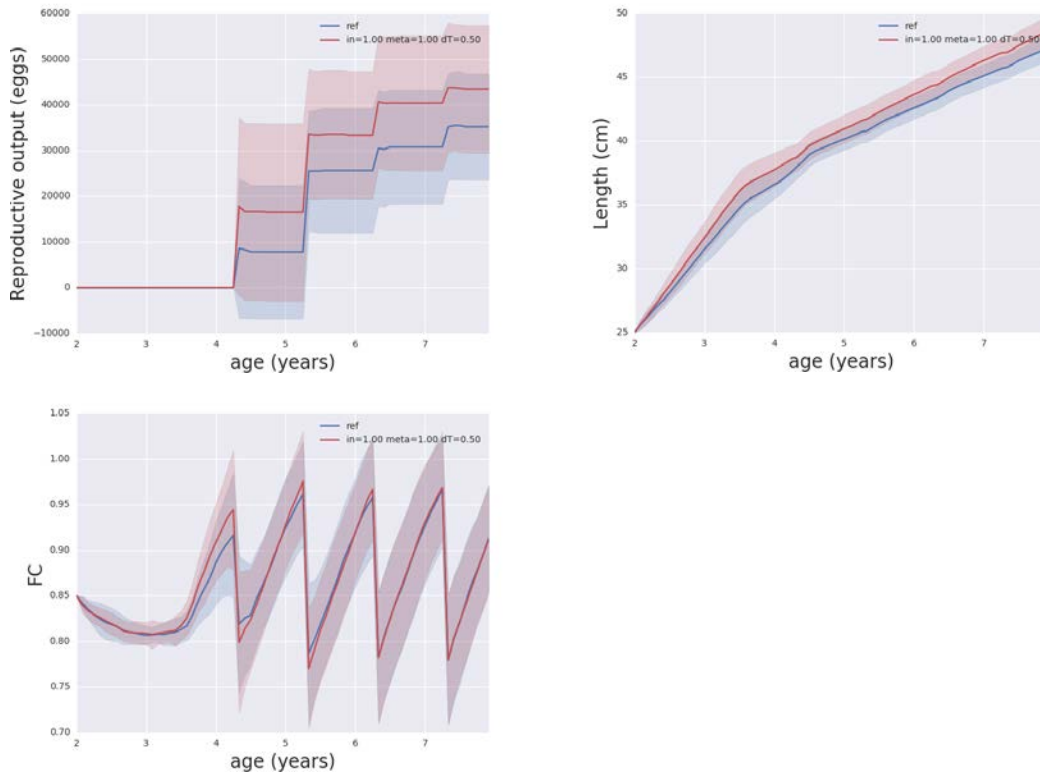 Reproductive output (eggs)
60000
50000
40000
30000
20000
10000
0
−10000
ref
in=1.00 meta=1.00 dT=0.50
2 3 4 5 6 7
age (years)
Length (cm)
50
45
40
35
30
25
ref
in=1.00 meta=1.00 dT=0.50
2 3 4 5 6 7
age (years)
FC
1.05
1.00
0.95
0.90
0.85
0.80
0.75
0.70
ref
in=1.00 meta=1.00 dT=0.50
2 3 4 5 6 7
age (years)